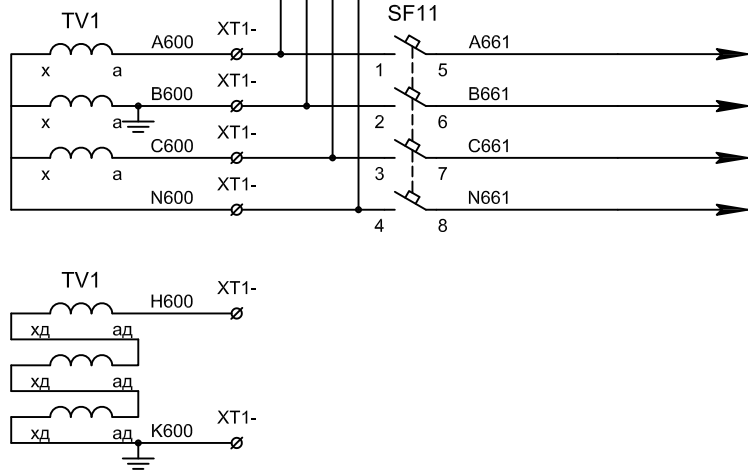 TV1 SF11
A600 XT1- A661
х а 1 5
B600 XT1- B661
х а 2 6
C600 XT1- C661
х а 3 7
N600 XT1- N661
4 8
TV1
H600 XT1-
хд ад
хд ад
хд ад K600 XT1-